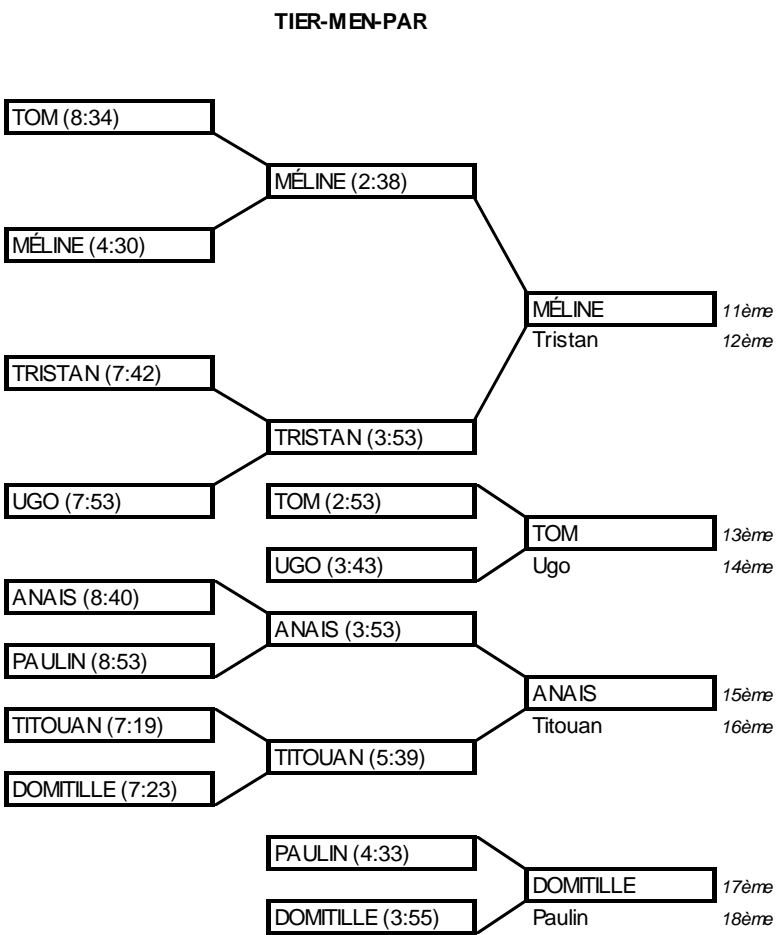 TIER-MEN-PAR
TOM (8:34)
MÉLINE (2:38)
MÉLINE (4:30)
MÉLINE 11ème
Tristan 12ème
TRISTAN (7:42)
TRISTAN (3:53)
UGO (7:53)
TOM (2:53)
TOM 13ème
UGO (3:43)
Ugo 14ème
ANAIS (8:40)
ANAIS (3:53)
PAULIN (8:53)
ANAIS 15ème
TITOUAN (7:19)
Titouan 16ème
TITOUAN (5:39)
DOMITILLE (7:23)
PAULIN (4:33)
DOMITILLE 17ème
DOMITILLE (3:55)
Paulin 18ème